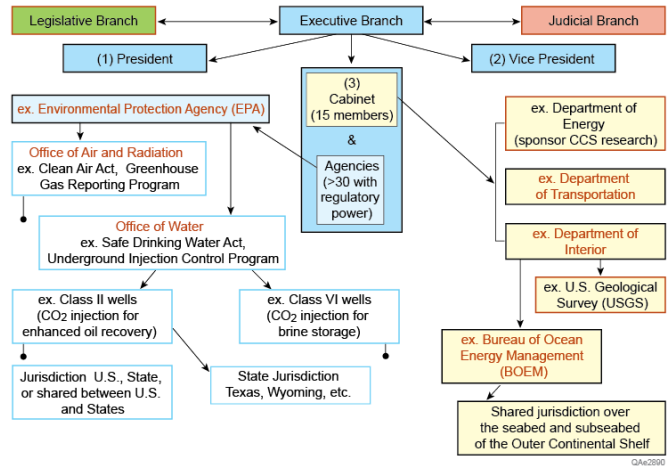 Legislative Branch
Executive Branch
Judicial Branch
(1) President
(2) Vice President
(3)
Cabinet
(15 members)
&
Agencies
(>30 with
regulatory
power)
ex. Environmental Protection Agency (EPA)
Office of Air and Radiation
ex. Clean Air Act, Greenhouse
Gas Reporting Program
Office of Water
ex. Safe Drinking Water Act,
Underground Injection Control Program
ex. Class II wells
(CO2 injection for
enhanced oil recovery)
ex. Class VI wells
(CO2 injection for
brine storage)
Jurisdiction U.S., State,
or shared between U.S.
and States
State Jurisdiction
Texas, Wyoming, etc.
ex. Department of
Energy
(sponsor CCS research)
ex. Department
of Transportation
ex. Department of
Interior
ex. U.S. Geological
Survey (USGS)
ex. Bureau of Ocean
Energy Management
(BOEM)
Shared jurisdiction over
the seabed and subseabed
of the Outer Continental Shelf
QAe2890